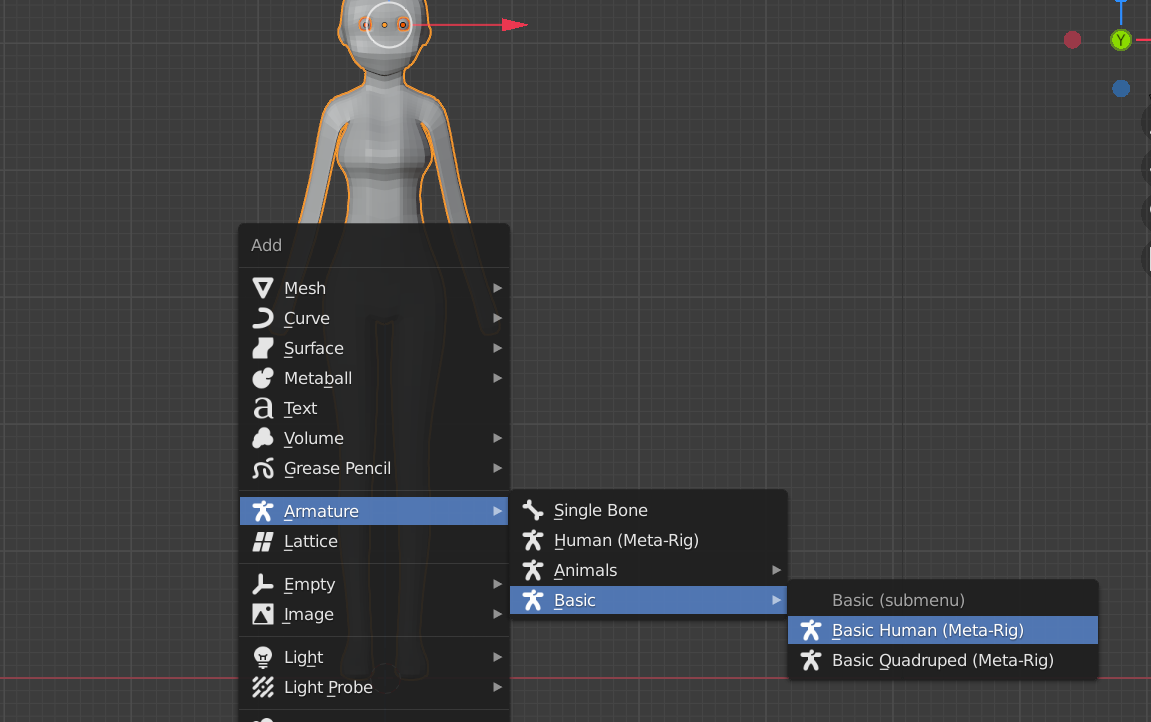 Y
Add
Mesh
Curve
Surface
Metaball
Text
Volume
Grease Pencil
Armature
Lattice
Empty
Image
Light
Light Probe
Single Bone
Human (Meta-Rig)
Animals
Basic
Basic (submenu)
Basic Human (Meta-Rig)
Basic Quadruped (Meta-Rig)